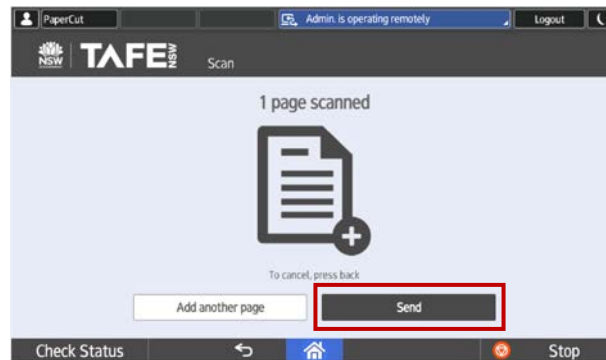 PaperCut Admin. is operating remotely Logout
NSW TAFE NSW Scan
1 page scanned
To cancel, press back
Add another page Send
Check Status Stop